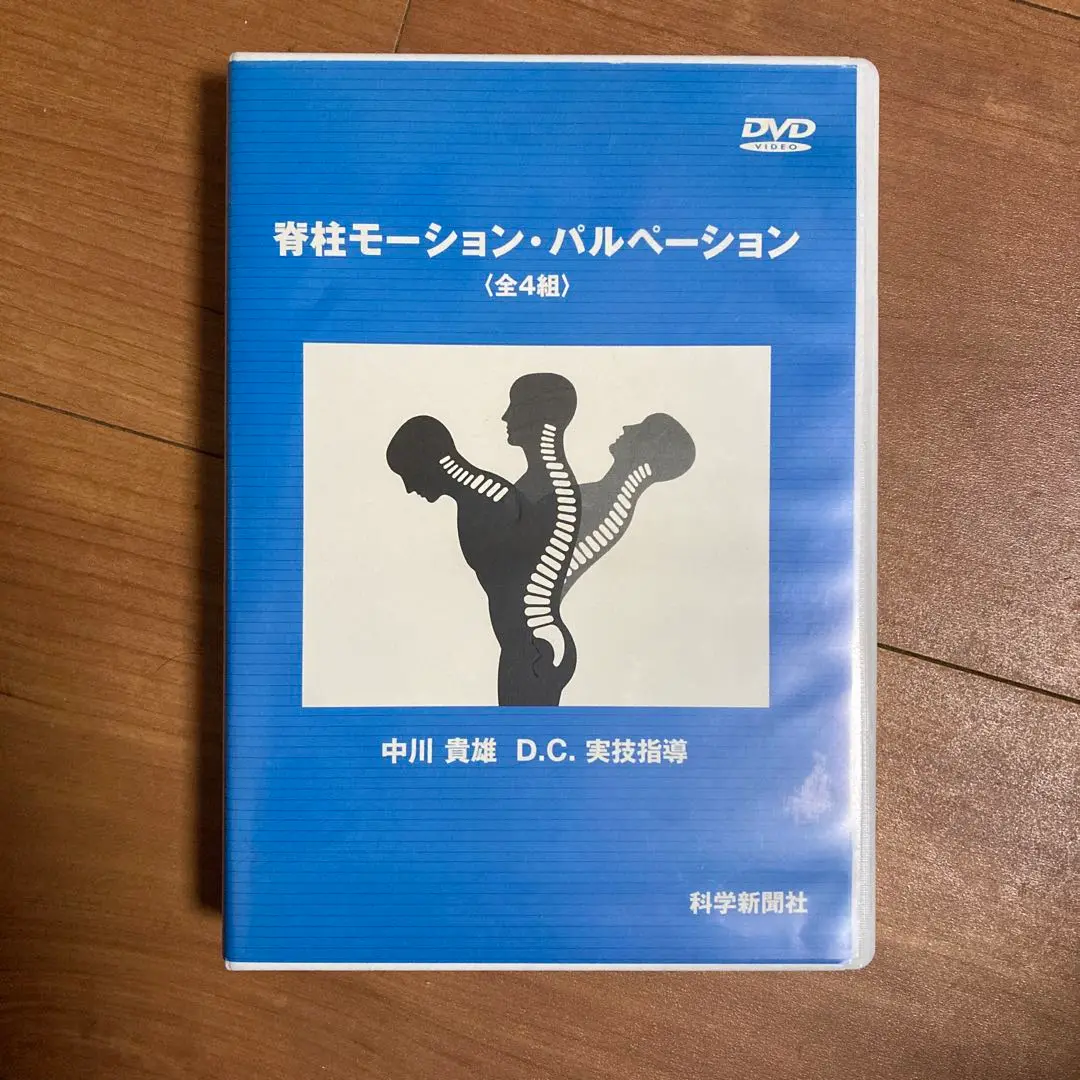 DVD
VIDEO
脊柱モーション・パルペーション
〈全4組〉
中川 貴雄 D.C. 実技指導
科学新聞社